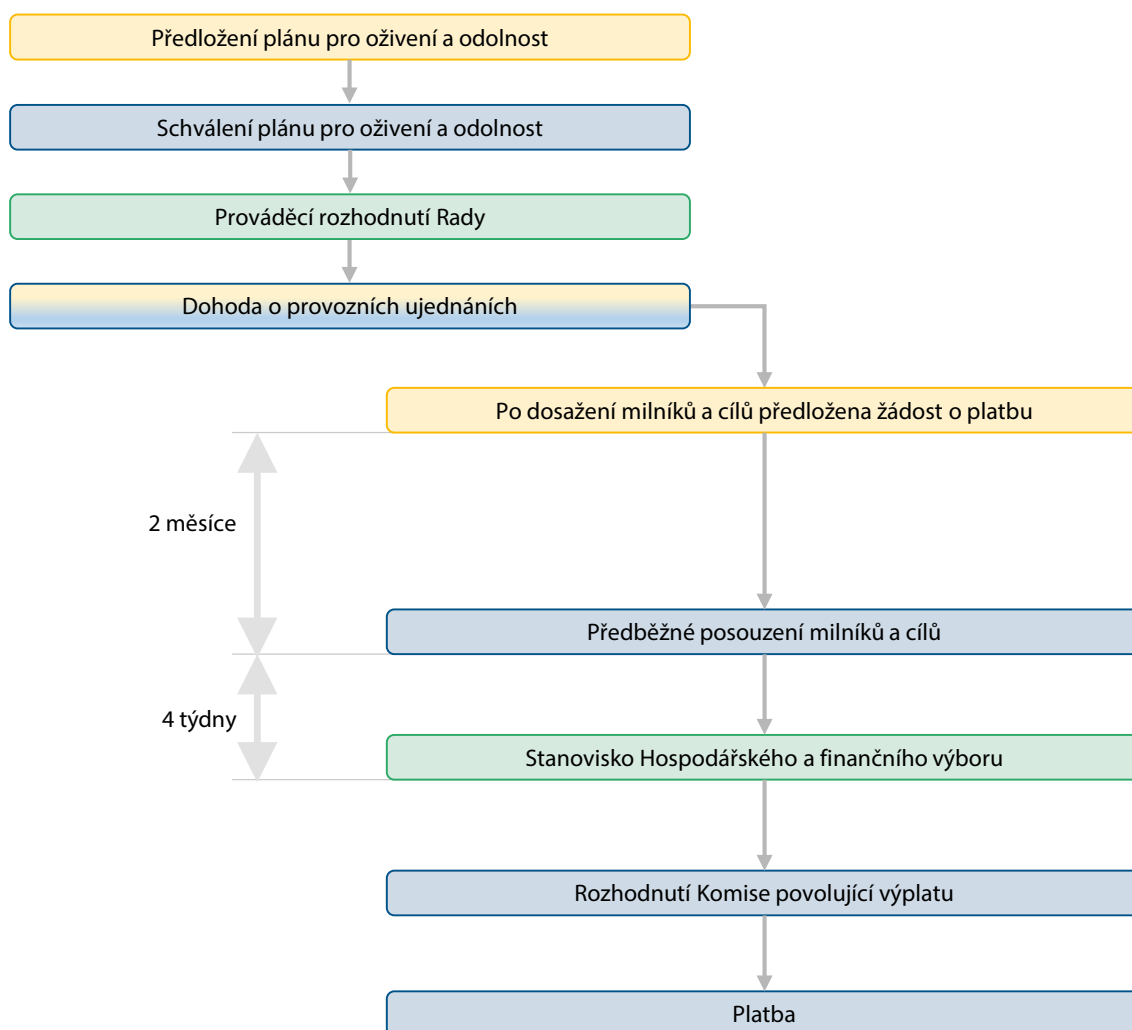 Předložení plánu pro oživení a odolnost
Schválení plánu pro oživení a odolnost
Prováděcí rozhodnutí Rady
Dohoda o provozních ujednáních
Po dosažení milníků a cílů předložena žádost o platbu
2 měsíce
Předběžné posouzení milníků a cílů
4 týdny
Stanovisko Hospodářského a finančního výboru
Rozhodnutí Komise povolující výplatu
Platba